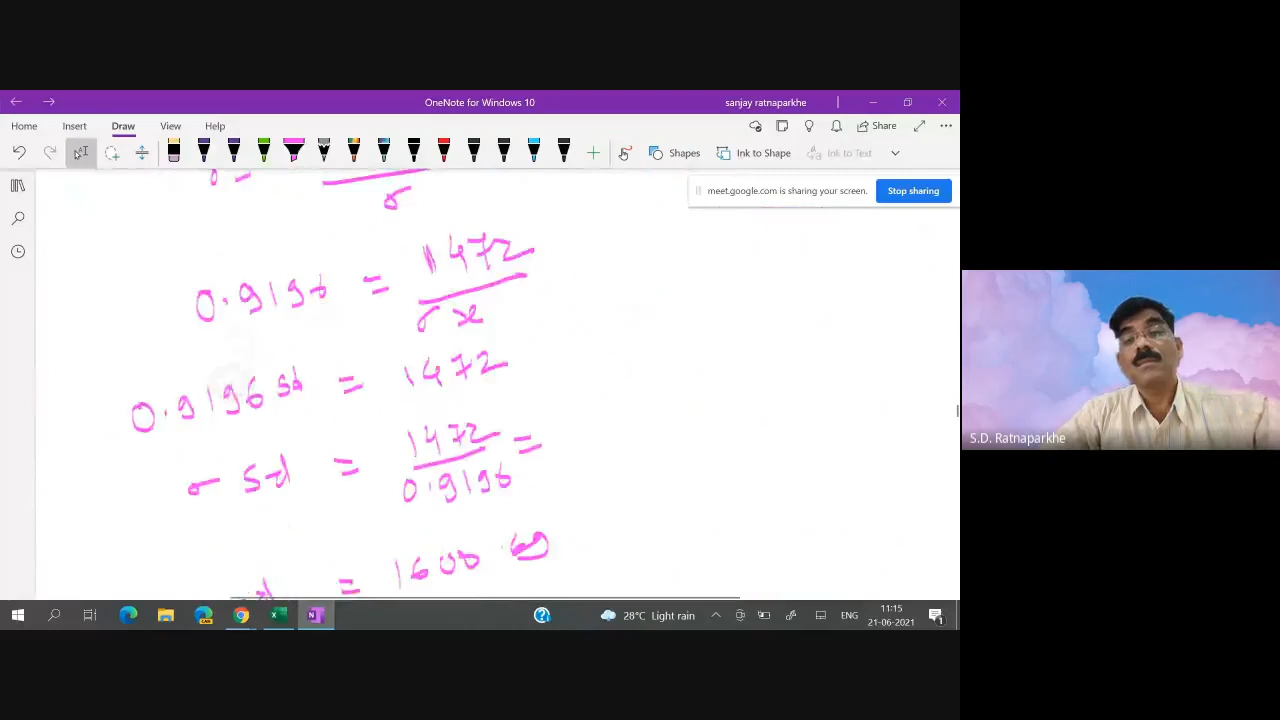 OneNote for Windows 10
sanjay ratnaparkhe
Home Insert Draw View Help
Share
Shapes
Ink to Shape
Ink to Text
meet.google.com is sharing your screen.
Stop sharing
σ
0.9196 = 1472
σ x
0.9196 sd = 1472
σ sd = 1472 =
0.9196
d = 1600
S.D. Ratnaparkhe
28°C Light rain
ENG
11:15
21-06-2021
1